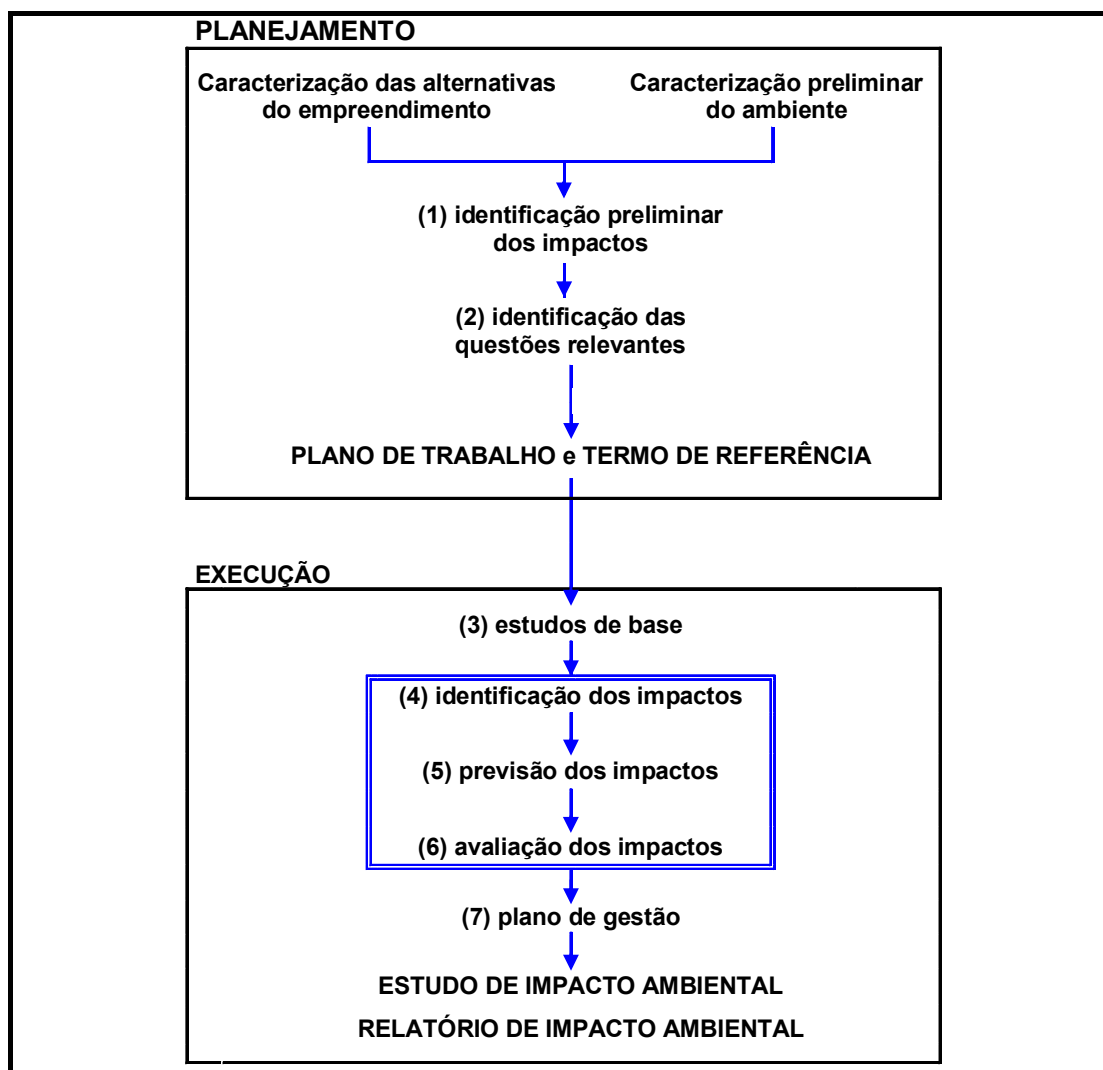 PLANEJAMENTO
Caracterização das alternativas
do empreendimento
Caracterização preliminar
do ambiente
(1) identificação preliminar
dos impactos
(2) identificação das
questões relevantes
PLANO DE TRABALHO e TERMO DE REFERÊNCIA
EXECUÇÃO
(3) estudos de base
(4) identificação dos impactos
(5) previsão dos impactos
(6) avaliação dos impactos
(7) plano de gestão
ESTUDO DE IMPACTO AMBIENTAL
RELATÓRIO DE IMPACTO AMBIENTAL